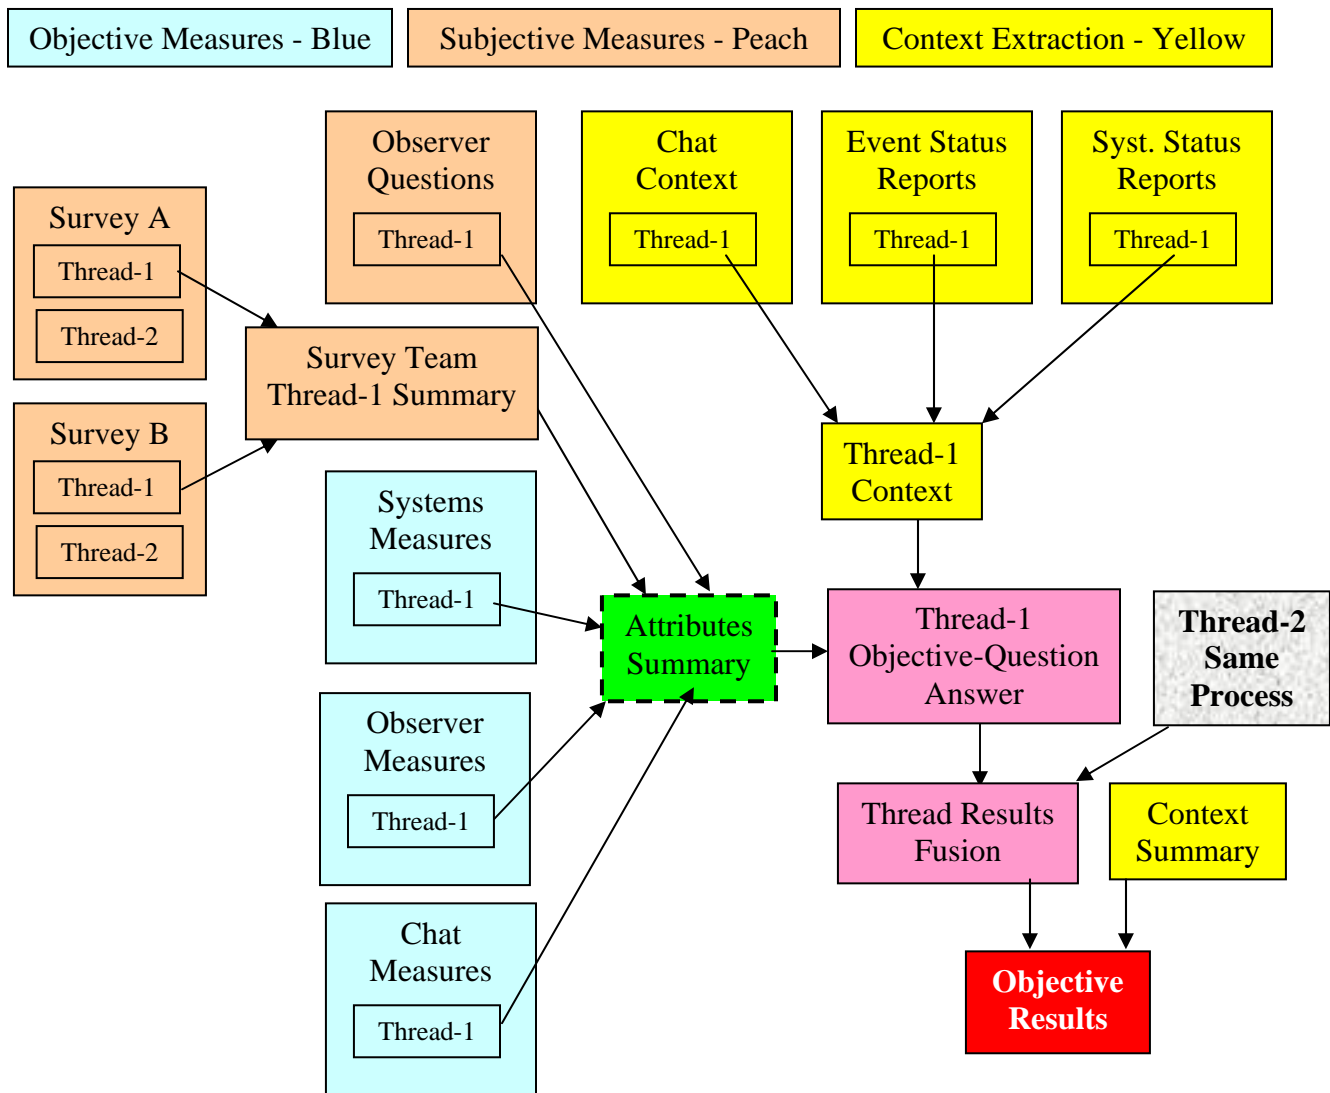 Objective Measures - Blue
Subjective Measures - Peach
Context Extraction - Yellow
Observer
Questions
Thread-1
Chat
Context
Thread-1
Event Status
Reports
Thread-1
Syst. Status
Reports
Thread-1
Survey A
Thread-1
Thread-2
Survey Team
Thread-1 Summary
Survey B
Thread-1
Thread-2
Thread-1
Context
Systems
Measures
Thread-1
Attributes
Summary
Thread-1
Objective-Question
Answer
Thread-2
Same
Process
Observer
Measures
Thread-1
Thread Results
Fusion
Context
Summary
Chat
Measures
Thread-1
Objective
Results